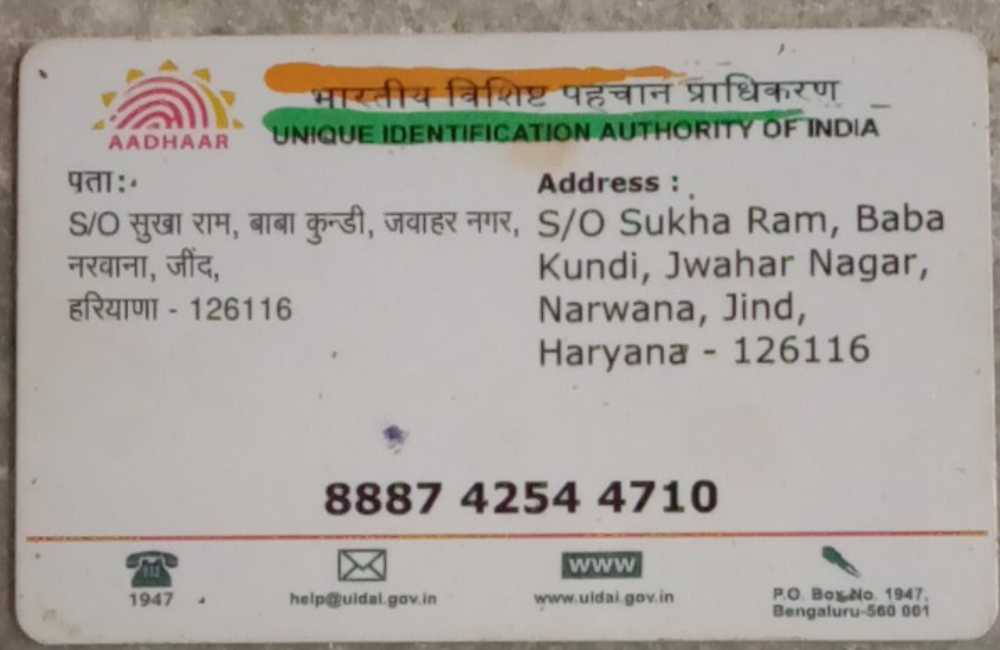 AADHAAR
भारतीय विशिष्ट पहचान प्राधिकरण
UNIQUE IDENTIFICATION AUTHORITY OF INDIA
पता:
S/O सुखा राम, बाबा कुन्डी, जवाहर नगर,
नरवाना, जींद,
हरियाणा - 126116
Address :
S/O Sukha Ram, Baba
Kundi, Jwahar Nagar,
Narwana, Jind,
Haryana - 126116
8887 4254 4710
1947
help@uidai.gov.in
www
www.uidai.gov.in
P.O. Box No. 1947,
Bengaluru-560 001